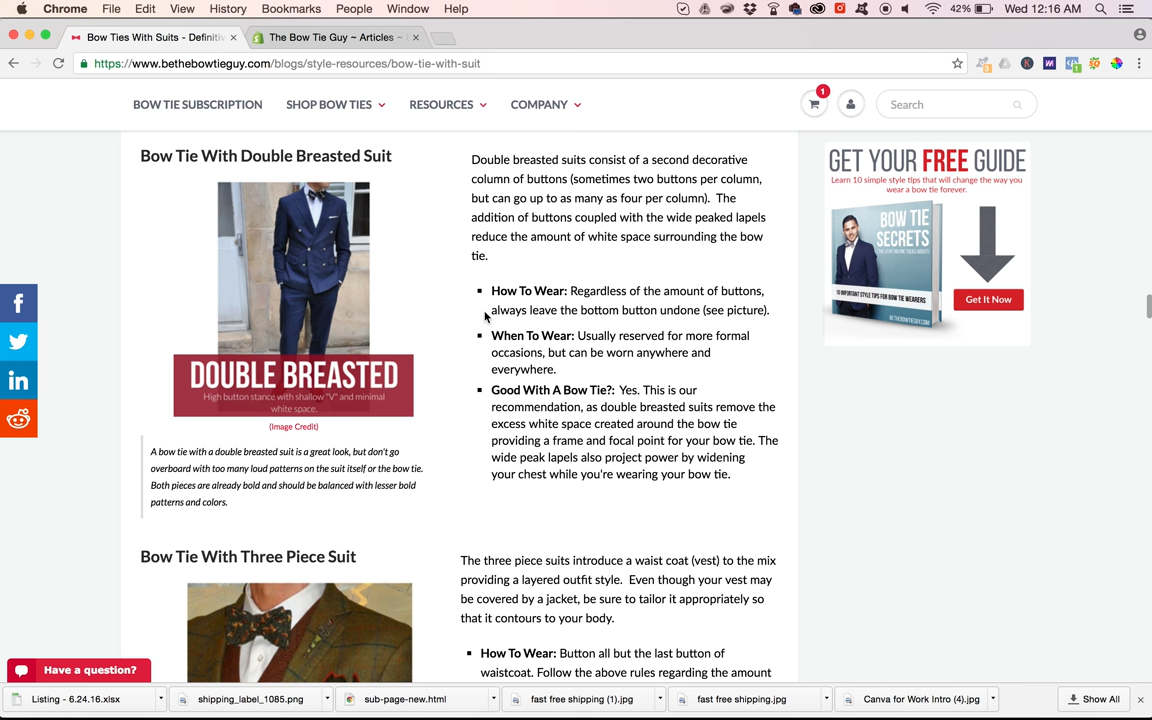 Chrome File Edit View History Bookmarks People Window Help 42% Wed 12:16 AM
Bow Ties With Suits - Definitiv The Bow Tie Guy ~ Articles ~
https://www.bethebowtieguy.com/blogs/style-resources/bow-tie-with-suit
BOW TIE SUBSCRIPTION SHOP BOW TIES RESOURCES COMPANY 1 Search
Bow Tie With Double Breasted Suit
DOUBLE BREASTED
High button stance with shallow "V" and minimal
white space.
(Image Credit)
A bow tie with a double breasted suit is a great look, but don't go
overboard with too many loud patterns on the suit itself or the bow tie.
Both pieces are already bold and should be balanced with lesser bold
patterns and colors.
Double breasted suits consist of a second decorative
column of buttons (sometimes two buttons per column,
but can go up to as many as four per column). The
addition of buttons coupled with the wide peaked lapels
reduce the amount of white space surrounding the bow
tie.
How To Wear: Regardless of the amount of buttons,
always leave the bottom button undone (see picture).
When To Wear: Usually reserved for more formal
occasions, but can be worn anywhere and
everywhere.
Good With A Bow Tie?: Yes. This is our
recommendation, as double breasted suits remove the
excess white space created around the bow tie
providing a frame and focal point for your bow tie. The
wide peak lapels also project power by widening
your chest while you're wearing your bow tie.
GET YOUR FREE GUIDE
Learn 10 simple style tips that will change the way you
wear a bow tie forever.
BOW TIE
SECRETS
10 IMPORTANT STYLE TIPS FOR BOW TIE WEARERS
BETHEBOWTIEGUY.COM
Get It Now
Bow Tie With Three Piece Suit
The three piece suits introduce a waist coat (vest) to the mix
providing a layered outfit style. Even though your vest may
be covered by a jacket, be sure to tailor it appropriately so
that it contours to your body.
How To Wear: Button all but the last button of
waistcoat. Follow the above rules regarding the amount
Have a question?
Listing - 6.24.16.xlsx shipping_label_1085.png sub-page-new.html fast free shipping (1).jpg fast free shipping.jpg Canva for Work Intro (4).jpg Show All